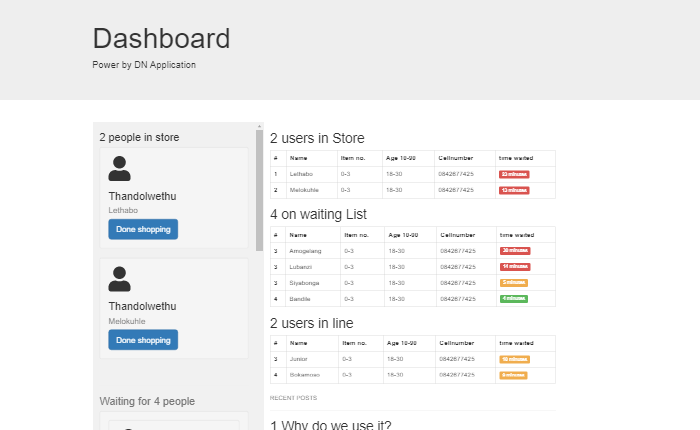 Dashboard
Power by DN Application
2 people in store
Thandolwethu
Lethabo
Done shopping
Thandolwethu
Melokuhle
Done shopping
Waiting for 4 people
2 users in Store
# Name Item no. Age 10-90 Cellnumber time waited
1 Lethabo 0-3 18-30 0842677425 23 minutes
2 Melokuhle 0-3 18-30 0842677425 13 minutes
4 on waiting List
# Name Item no. Age 10-90 Cellnumber time waited
3 Amogelang 0-3 18-30 0842677425 30 minutes
3 Lubanzi 0-3 18-30 0842677425 14 minutes
3 Siyabonga 0-3 18-30 0842677425 5 minutes
4 Bandile 0-3 18-30 0842677425 4 minutes
2 users in line
# Name Item no. Age 10-90 Cellnumber time waited
3 Junior 0-3 18-30 0842677425 10 minutes
4 Bokamoso 0-3 18-30 0842677425 minutes
RECENT POSTS
1 Why do we use it?